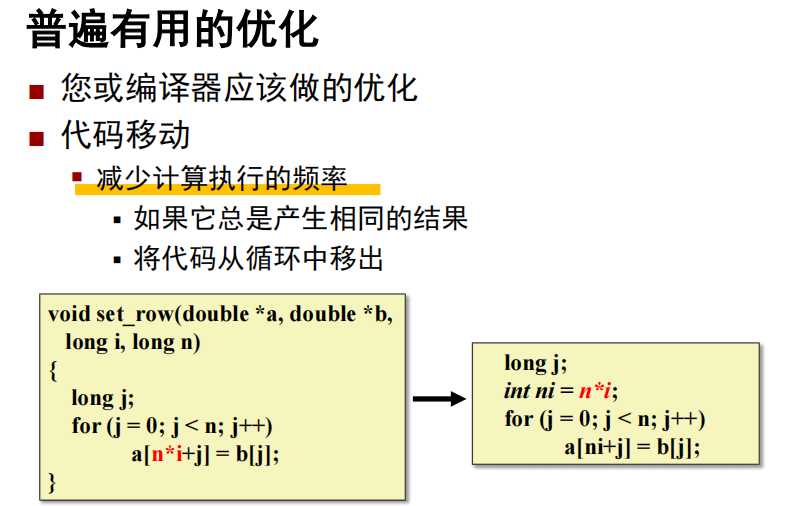 普遍有用的优化
您或编译器应该做的优化
代码移动
减少计算执行的频率
如果它总是产生相同的结果
将代码从循环中移出
void set_row(double *a, double *b,
long i, long n)
{
long j;
for (j = 0; j < n; j++)
a[n*i+j] = b[j];
}
long j;
int ni = n*i;
for (j = 0; j < n; j++)
a[ni+j] = b[j];